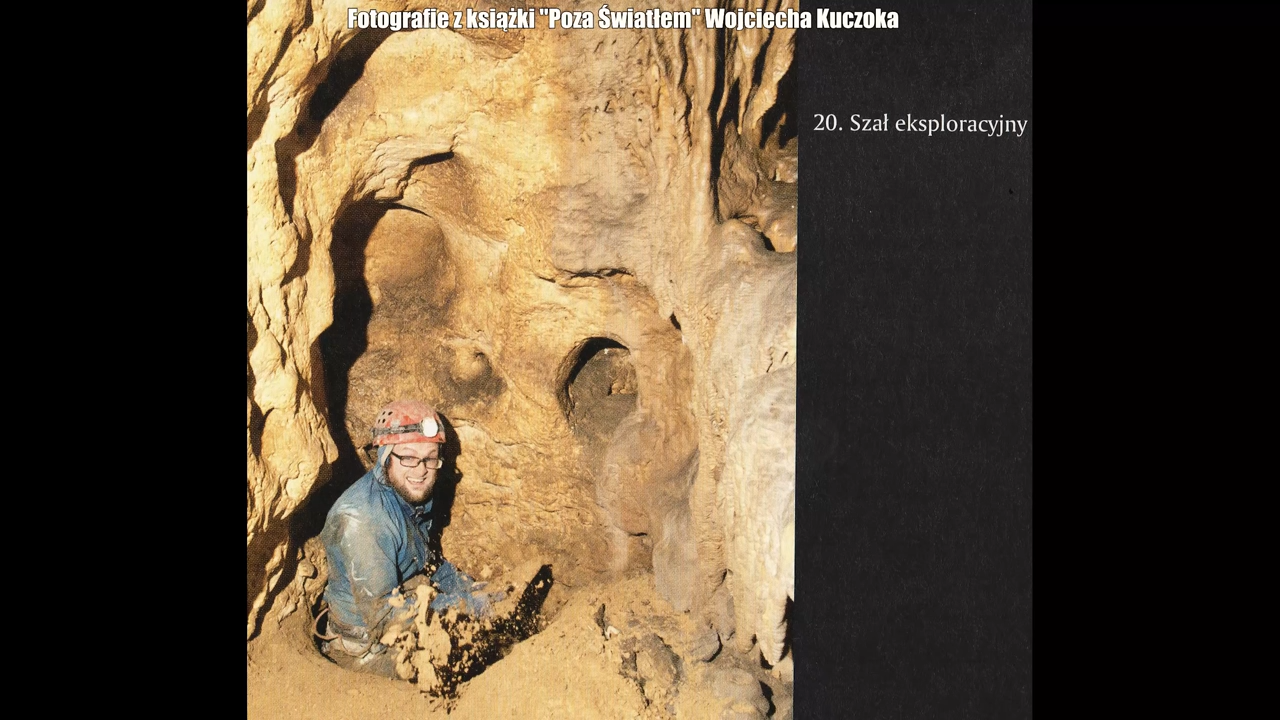 Fotografie z książki "Poza Światłem" Wojciecha Kuczoka
20. Szał eksploracyjny